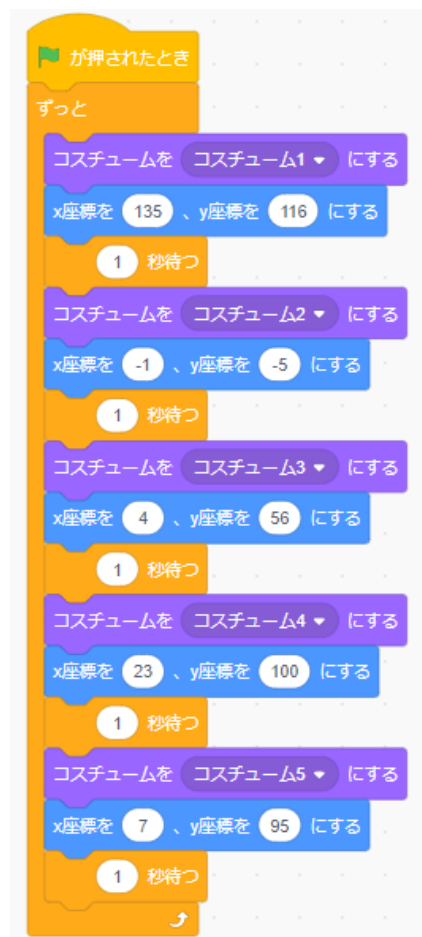 が押されたとき
ずっと
コスチュームを コスチューム1 にする
x座標を 135 、y座標を 116 にする
1 秒待つ
コスチュームを コスチューム2 にする
x座標を -1 、y座標を -5 にする
1 秒待つ
コスチュームを コスチューム3 にする
x座標を 4 、y座標を 56 にする
1 秒待つ
コスチュームを コスチューム4 にする
x座標を 23 、y座標を 100 にする
1 秒待つ
コスチュームを コスチューム5 にする
x座標を 7 、y座標を 95 にする
1 秒待つ